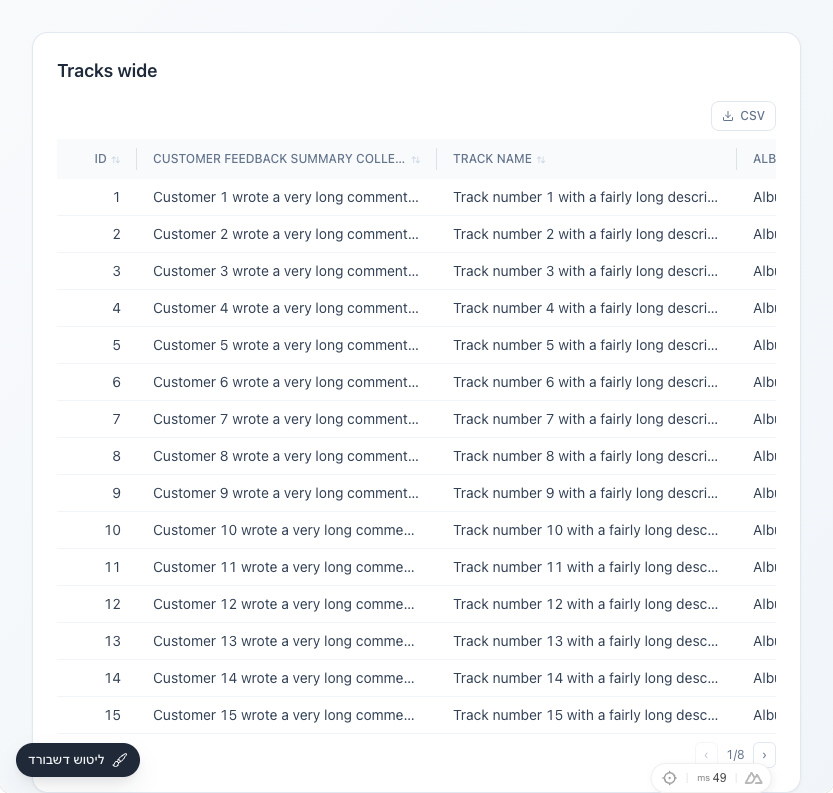 Tracks wide
CSV
ID CUSTOMER FEEDBACK SUMMARY COLLE... TRACK NAME ALB
1 Customer 1 wrote a very long comment... Track number 1 with a fairly long descri... Albu
2 Customer 2 wrote a very long comment... Track number 2 with a fairly long descri... Albu
3 Customer 3 wrote a very long comment... Track number 3 with a fairly long descri... Albu
4 Customer 4 wrote a very long comment... Track number 4 with a fairly long descri... Albu
5 Customer 5 wrote a very long comment... Track number 5 with a fairly long descri... Albu
6 Customer 6 wrote a very long comment... Track number 6 with a fairly long descri... Albu
7 Customer 7 wrote a very long comment... Track number 7 with a fairly long descri... Albu
8 Customer 8 wrote a very long comment... Track number 8 with a fairly long descri... Albu
9 Customer 9 wrote a very long comment... Track number 9 with a fairly long descri... Albu
10 Customer 10 wrote a very long comme... Track number 10 with a fairly long desc... Albu
11 Customer 11 wrote a very long comme... Track number 11 with a fairly long desc... Albu
12 Customer 12 wrote a very long comme... Track number 12 with a fairly long desc... Albu
13 Customer 13 wrote a very long comme... Track number 13 with a fairly long desc... Albu
14 Customer 14 wrote a very long comme... Track number 14 with a fairly long desc... Albu
15 Customer 15 wrote a very long comme... Track number 15 with a fairly long desc... Albu
‹ 1/8 ›
ליטוש דשבורד
ms 49